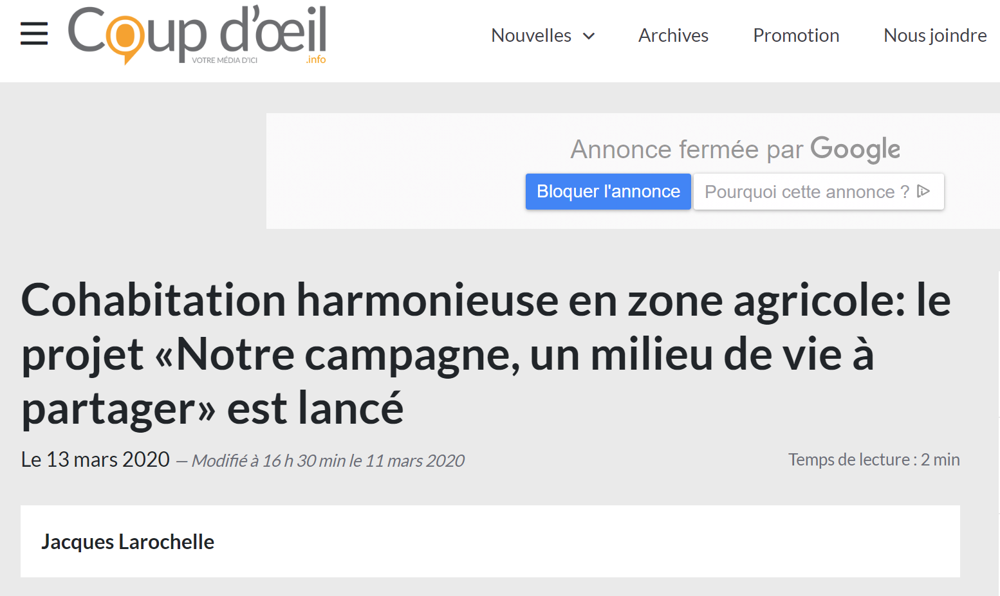 Coup d'œil
VOTRE MÉDIA D'ICI
.info
Nouvelles
Archives
Promotion
Nous joindre
Annonce fermée par Google
Bloquer l'annonce
Pourquoi cette annonce ?
Cohabitation harmonieuse en zone agricole: le
projet «Notre campagne, un milieu de vie à
partager» est lancé
Le 13 mars 2020 — Modifié à 16 h 30 min le 11 mars 2020
Temps de lecture : 2 min
Jacques Larochelle